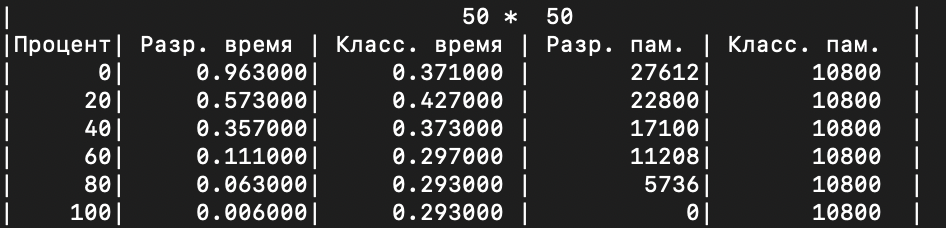 |                                50 *  50                          |
|Процент| Разр. время | Класс. время | Разр. пам. | Класс. пам.  |
|      0|     0.963000|     0.371000 |       27612|       10800  |
|     20|     0.573000|     0.427000 |       22800|       10800  |
|     40|     0.357000|     0.373000 |       17100|       10800  |
|     60|     0.111000|     0.297000 |       11208|       10800  |
|     80|     0.063000|     0.293000 |        5736|       10800  |
|    100|     0.006000|     0.293000 |           0|       10800  |